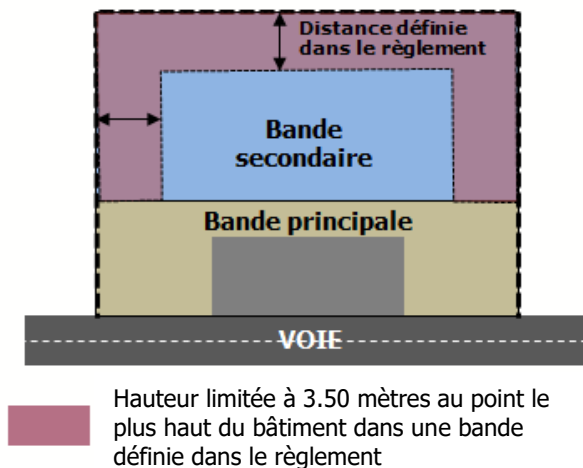 Distance définie
dans le règlement
Bande
secondaire
Bande principale
VOIE
Hauteur limitée à 3.50 mètres au point le
plus haut du bâtiment dans une bande
définie dans le règlement